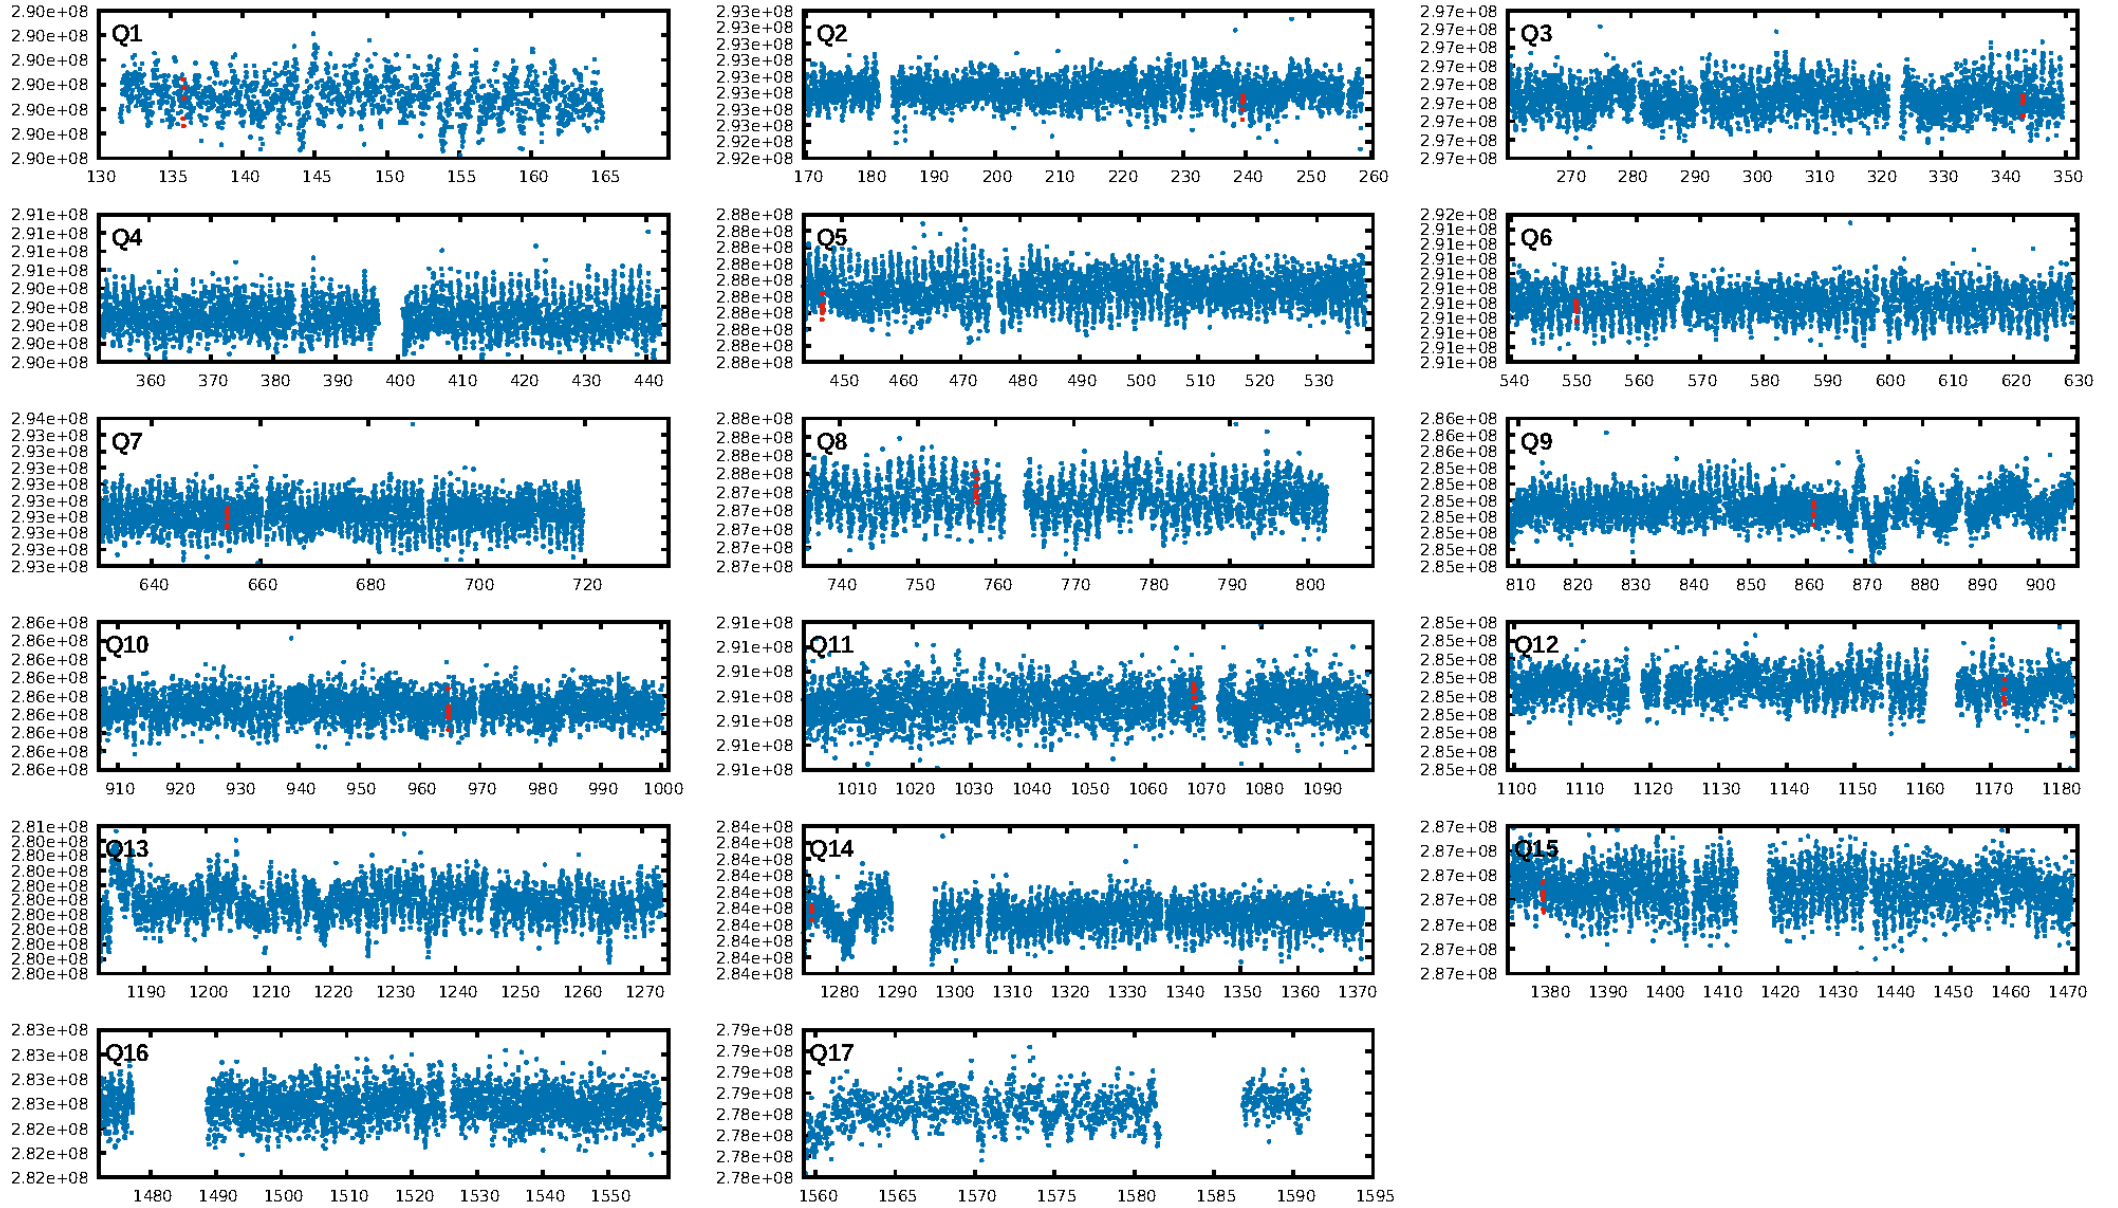 2.90e+08
2.90e+08
2.90e+08
2.90e+08
2.90e+08
2.90e+08
2.90e+08
Q1
130 135 140 145 150 155 160 165
2.93e+08
2.93e+08
2.93e+08
2.93e+08
2.93e+08
2.93e+08
2.93e+08
2.93e+08
2.92e+08
2.92e+08
Q2
170 180 190 200 210 220 230 240 250 260
2.97e+08
2.97e+08
2.97e+08
2.97e+08
2.97e+08
2.97e+08
2.97e+08
2.97e+08
2.97e+08
Q3
270 280 290 300 310 320 330 340 350
2.91e+08
2.91e+08
2.91e+08
2.91e+08
2.90e+08
2.90e+08
2.90e+08
2.90e+08
2.90e+08
Q4
360 370 380 390 400 410 420 430 440
2.88e+08
2.88e+08
2.88e+08
2.88e+08
2.88e+08
2.88e+08
2.88e+08
2.88e+08
2.88e+08
2.88e+08
Q5
450 460 470 480 490 500 510 520 530
2.92e+08
2.91e+08
2.91e+08
2.91e+08
2.91e+08
2.91e+08
2.91e+08
2.91e+08
2.91e+08
2.91e+08
2.91e+08
Q6
540 550 560 570 580 590 600 610 620 630
2.94e+08
2.93e+08
2.93e+08
2.93e+08
2.93e+08
2.93e+08
2.93e+08
2.93e+08
2.93e+08
2.93e+08
Q7
640 660 680 700 720
2.88e+08
2.88e+08
2.88e+08
2.88e+08
2.87e+08
2.87e+08
2.87e+08
2.87e+08
2.87e+08
Q8
740 750 760 770 780 790 800
2.86e+08
2.86e+08
2.86e+08
2.85e+08
2.85e+08
2.85e+08
2.85e+08
2.85e+08
2.85e+08
2.85e+08
Q9
810 820 830 840 850 860 870 880 890 900
2.86e+08
2.86e+08
2.86e+08
2.86e+08
2.86e+08
2.86e+08
2.86e+08
2.86e+08
2.86e+08
Q10
910 920 930 940 950 960 970 980 990 1000
2.91e+08
2.91e+08
2.91e+08
2.91e+08
2.91e+08
2.91e+08
2.91e+08
Q11
1010 1020 1030 1040 1050 1060 1070 1080 1090
2.85e+08
2.85e+08
2.85e+08
2.85e+08
2.85e+08
2.85e+08
2.85e+08
2.85e+08
2.85e+08
Q12
1100 1110 1120 1130 1140 1150 1160 1170 1180
2.81e+08
2.80e+08
2.80e+08
2.80e+08
2.80e+08
2.80e+08
2.80e+08
2.80e+08
2.80e+08
2.80e+08
2.80e+08
Q13
1190 1200 1210 1220 1230 1240 1250 1260 1270
2.84e+08
2.84e+08
2.84e+08
2.84e+08
2.84e+08
2.84e+08
2.84e+08
2.84e+08
2.84e+08
2.84e+08
Q14
1280 1290 1300 1310 1320 1330 1340 1350 1360 1370
2.87e+08
2.87e+08
2.87e+08
2.87e+08
2.87e+08
2.87e+08
2.87e+08
Q15
1380 1390 1400 1410 1420 1430 1440 1450 1460 1470
2.83e+08
2.83e+08
2.83e+08
2.83e+08
2.82e+08
2.82e+08
2.82e+08
Q16
1480 1490 1500 1510 1520 1530 1540 1550
2.79e+08
2.79e+08
2.79e+08
2.79e+08
2.78e+08
2.78e+08
2.78e+08
2.78e+08
Q17
1560 1565 1570 1575 1580 1585 1590 1595